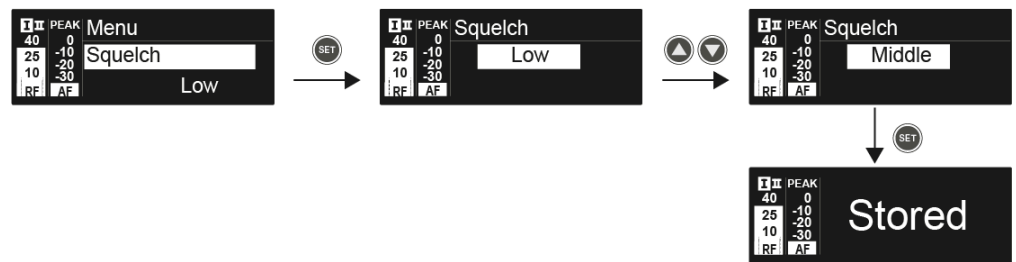 I II PEAK Menu
40 0
25 -10 Squelch
10 -20
-30
RF AF Low
SET
I II PEAK Squelch
40 0
25 -10 Low
10 -20
-30
RF AF
I II PEAK Squelch
40 0
25 -10 Middle
10 -20
-30
RF AF
SET
I II PEAK
40 0
25 -10 Stored
10 -20
-30
RF AF